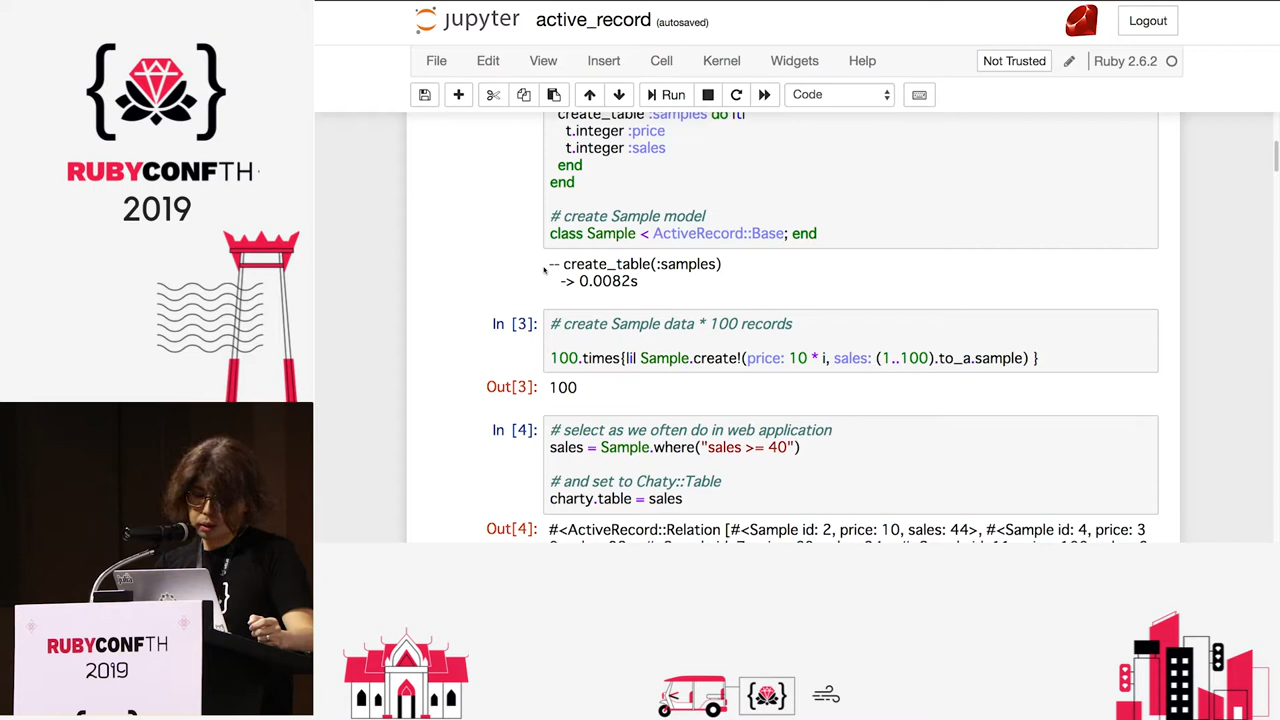 jupyter active_record (autosaved)
Logout
File Edit View Insert Cell Kernel Widgets Help
Not Trusted
Ruby 2.6.2
Run
Code
create_table :samples do |t|
t.integer :price
t.integer :sales
end
end
# create Sample model
class Sample < ActiveRecord::Base; end
-- create_table(:samples)
-> 0.0082s
In [3]:
# create Sample data * 100 records
100.times{|i| Sample.create!(price: 10 * i, sales: (1..100).to_a.sample) }
Out[3]:
100
In [4]:
# select as we often do in web application
sales = Sample.where("sales >= 40")
# and set to Chaty::Table
charty.table = sales
Out[4]:
#<ActiveRecord::Relation [#<Sample id: 2, price: 10, sales: 44>, #<Sample id: 4, price: 3
RUBYCONFTH
2019
RUBYCONFTH
2019